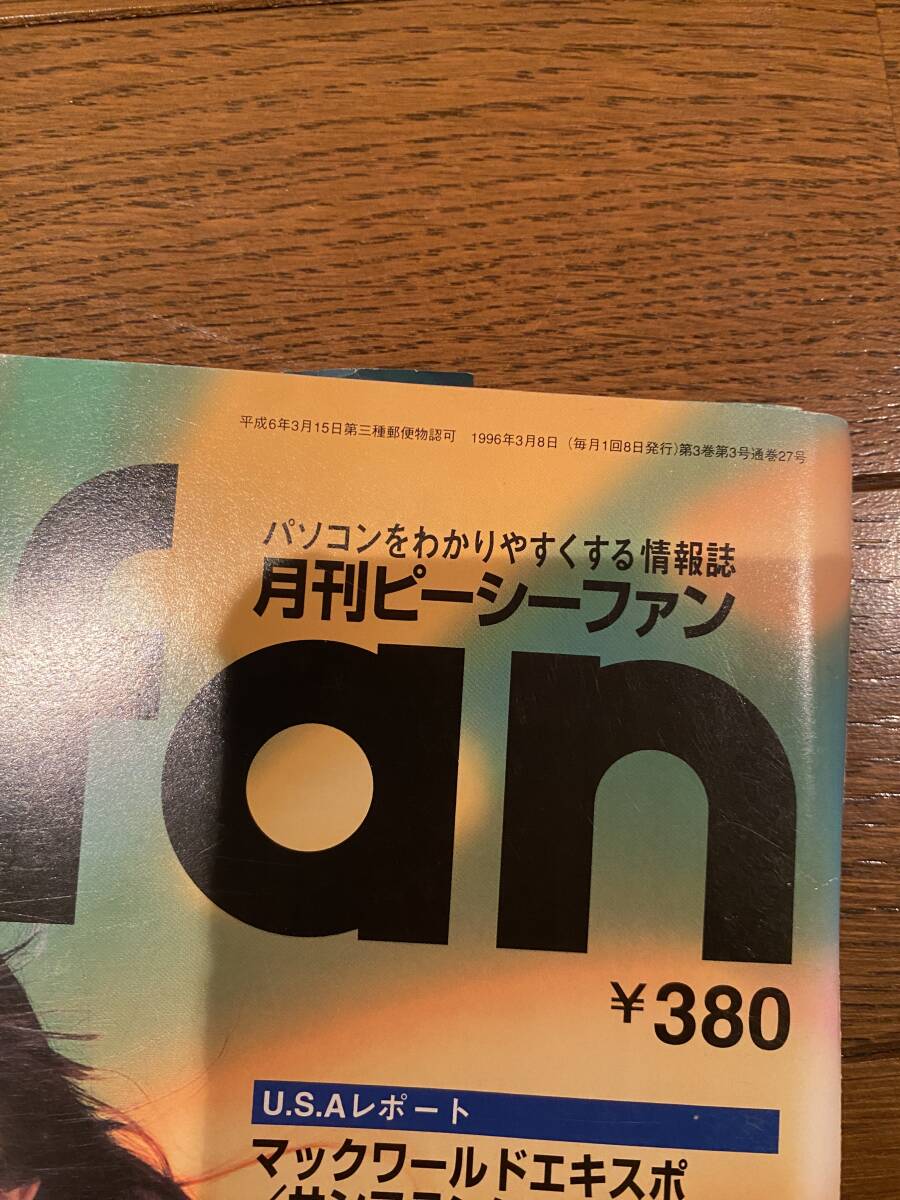 平成6年3月15日第三種郵便物認可 1996年3月8日 (毎月1回8日発行)第3巻第3号通巻27号
パソコンをわかりやすくする情報誌
月刊ピーシーファン
fan
¥380
U.S.Aレポート
マックワールドエキスポ